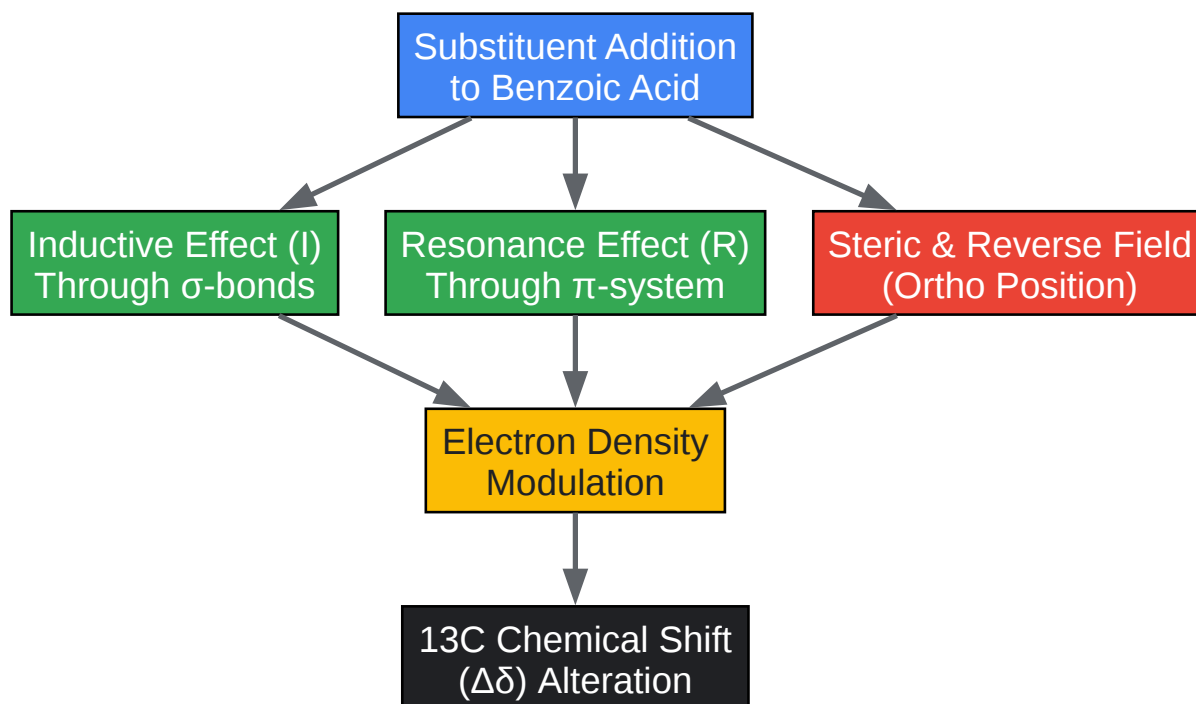 Substituent Addition
to Benzoic Acid
Inductive Effect (I)
Through σ-bonds
Resonance Effect (R)
Through π-system
Steric & Reverse Field
(Ortho Position)
Electron Density
Modulation
13C Chemical Shift
(Δδ) Alteration